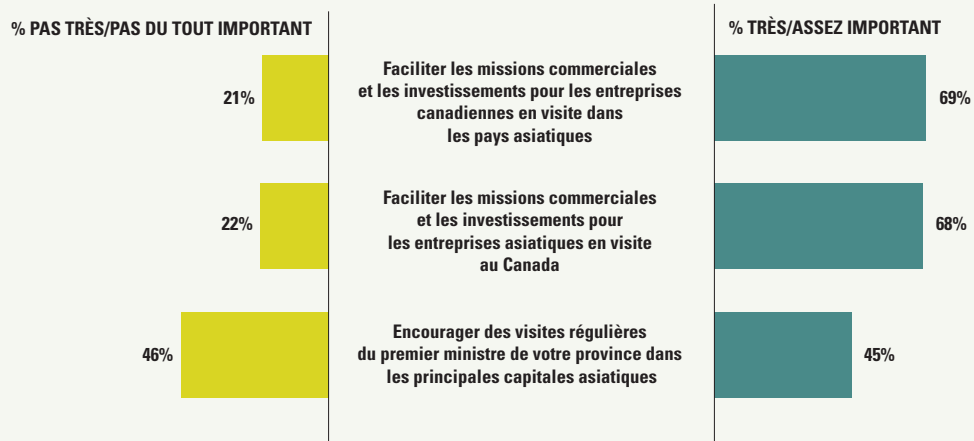 % PAS TRÈS/PAS DU TOUT IMPORTANT
% TRÈS/ASSEZ IMPORTANT
21%
Faciliter les missions commerciales
et les investissements pour les entreprises
canadiennes en visite dans
les pays asiatiques
69%
22%
Faciliter les missions commerciales
et les investissements pour
les entreprises asiatiques en visite
au Canada
68%
46%
Encourager des visites régulières
du premier ministre de votre province dans
les principales capitales asiatiques
45%